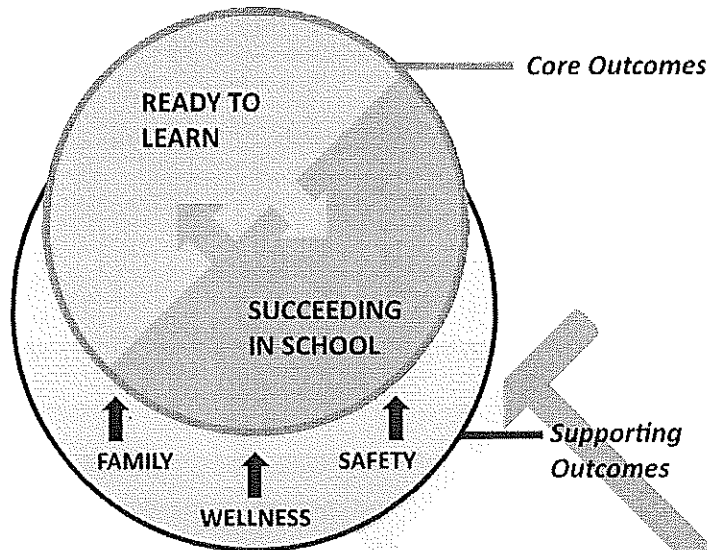 Core Outcomes
READY TO
LEARN
SUCCEEDING
IN SCHOOL
FAMILY
SAFETY
WELLNESS
Supporting
Outcomes